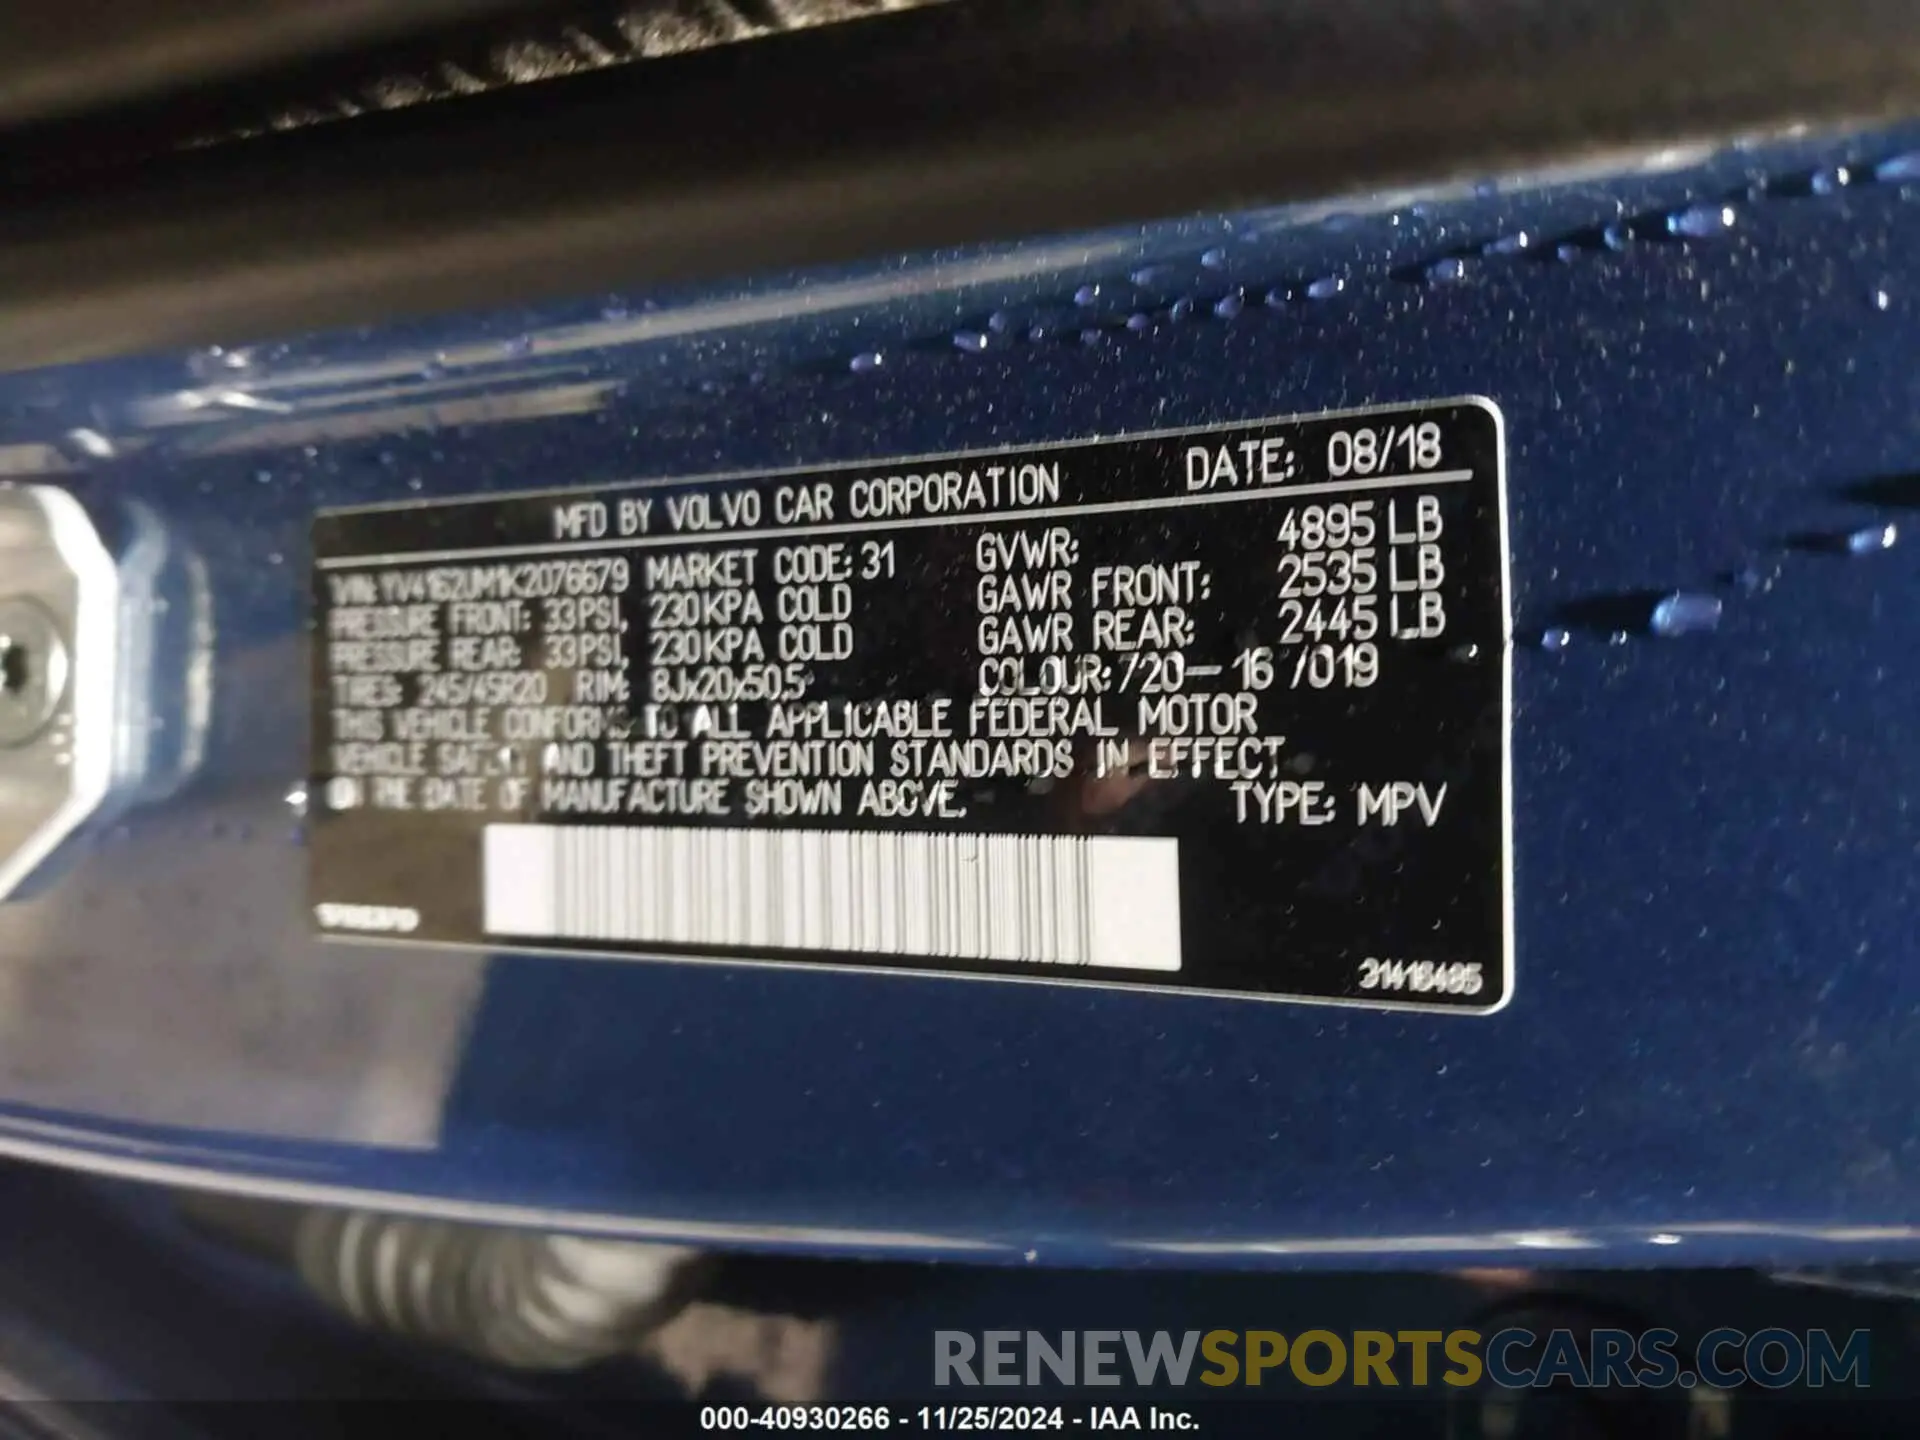 MFD BY VOLVO CAR CORPORATION DATE: 08/18
VIN: YV4162UM1K2076679 MARKET CODE: 31 GVWR: 4895 LB
PRESSURE FRONT: 33 PSI, 230 KPA COLD GAWR FRONT: 2535 LB
PRESSURE REAR: 33 PSI, 230 KPA COLD GAWR REAR: 2445 LB
TIRES: 245/45R20 RIM: 8Jx20x50,5 COLOUR: 720-16 /019
THIS VEHICLE CONFORMS TO ALL APPLICABLE FEDERAL MOTOR
VEHICLE SAFETY AND THEFT PREVENTION STANDARDS IN EFFECT
ON THE DATE OF MANUFACTURE SHOWN ABOVE. TYPE: MPV
RENEWSPORTSCARS.COM
000-40930266 - 11/25/2024 - IAA Inc.